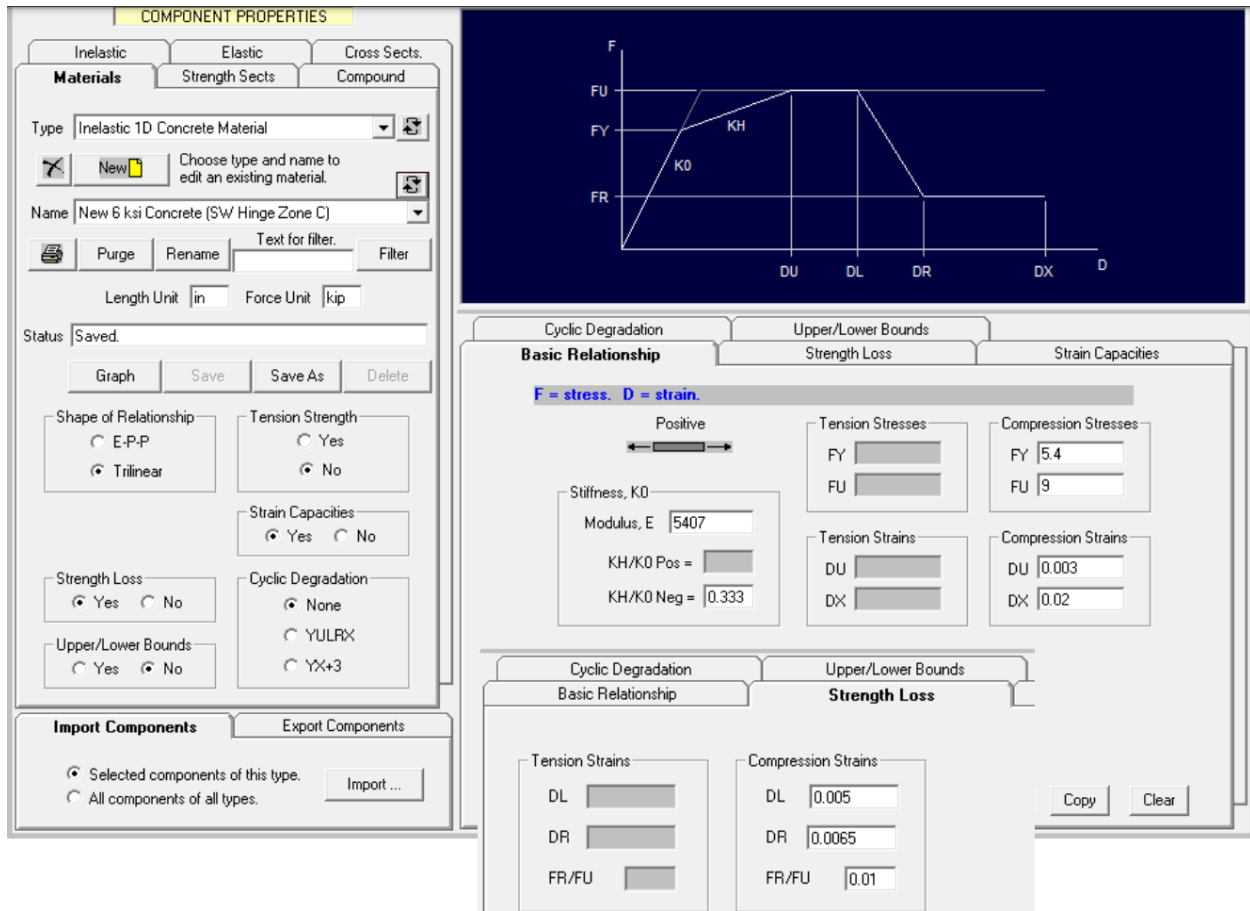 COMPONENT PROPERTIES
Inelastic Elastic Cross Sects.
Materials Strength Sects Compound
Type Inelastic 1D Concrete Material
New Choose type and name to
edit an existing material.
Name New 6 ksi Concrete (SW Hinge Zone C)
Purge Rename Text for filter. Filter
Length Unit in Force Unit kip
Status Saved.
Graph Save Save As Delete
Shape of Relationship
E-P-P
Trilinear
Tension Strength
Yes
No
Strain Capacities
Yes No
Strength Loss
Yes No
Cyclic Degradation
None
YULRX
YX+3
Upper/Lower Bounds
Yes No
Import Components Export Components
Selected components of this type.
All components of all types.
Import ...
F
FU
FY
KH
K0
FR
DU DL DR DX D
Cyclic Degradation Upper/Lower Bounds
Basic Relationship Strength Loss Strain Capacities
F = stress. D = strain.
Positive
Stiffness, K0
Modulus, E 5407
KH/K0 Pos =
KH/K0 Neg = 0.333
Tension Stresses
FY
FU
Compression Stresses
FY 5.4
FU 9
Tension Strains
DU
DX
Compression Strains
DU 0.003
DX 0.02
Cyclic Degradation Upper/Lower Bounds
Basic Relationship Strength Loss
Tension Strains
DL
DR
FR/FU
Compression Strains
DL 0.005
DR 0.0065
FR/FU 0.01
Copy Clear